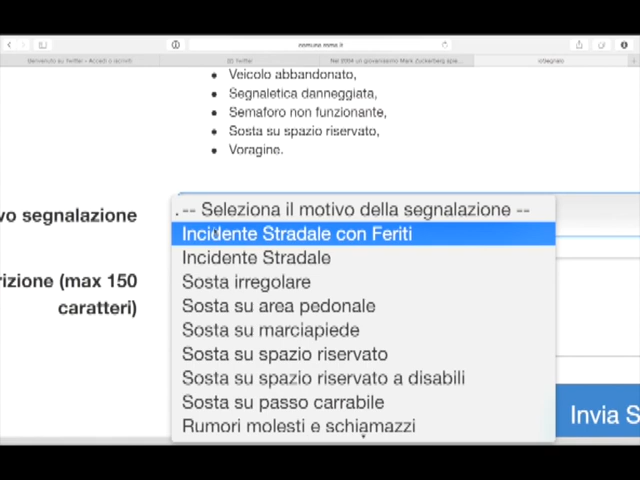 comune.roma.it
Benvenuto su Twitter - Accedi o iscriviti
Twitter
Nel 2004 un giovanissimo Mark Zuckerberg
IoSegnalo
• Veicolo abbandonato,
• Segnaletica danneggiata,
• Semaforo non funzionante,
• Sosta su spazio riservato,
• Voragine.
vo segnalazione
-- Seleziona il motivo della segnalazione --
Incidente Stradale con Feriti
Incidente Stradale
rizione (max 150
caratteri)
Sosta irregolare
Sosta su area pedonale
Sosta su marciapiede
Sosta su spazio riservato
Sosta su spazio riservato a disabili
Sosta su passo carrabile
Rumori molesti e schiamazzi
Invia S